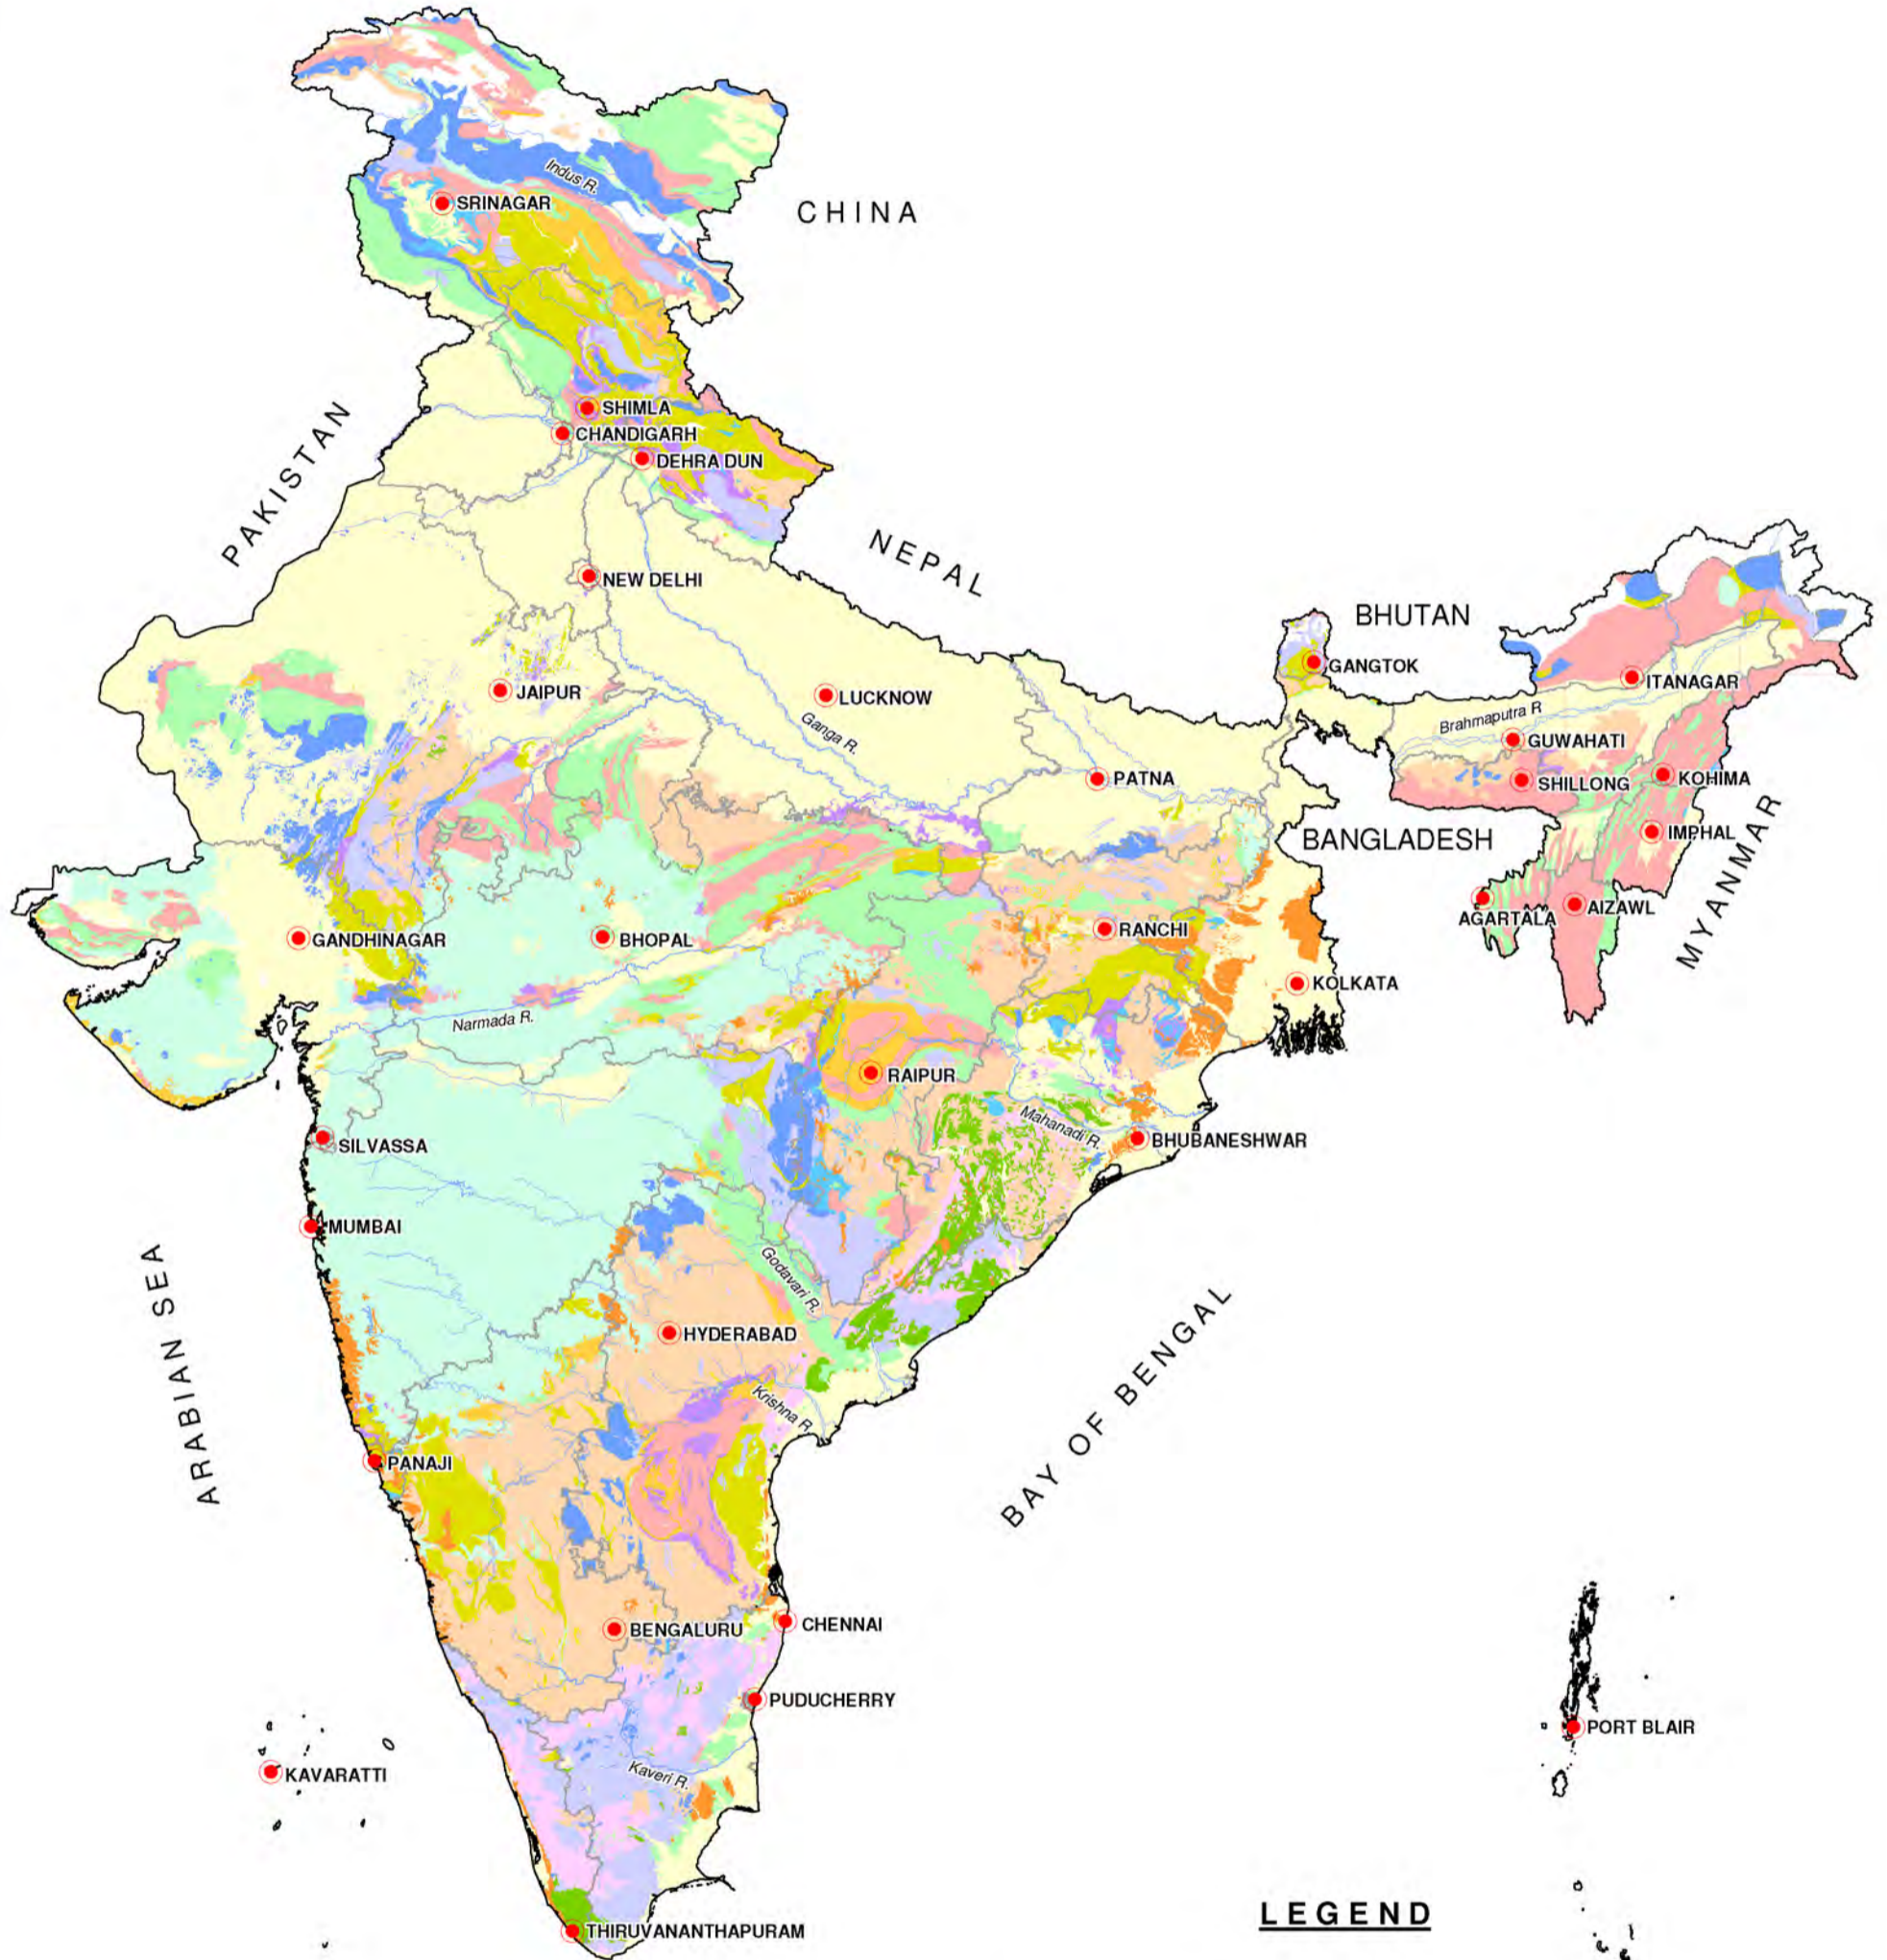 CHINA
Indus R.
SRINAGAR
SHIMLA
CHANDIGARH
DEHRA DUN
PAKISTAN
NEPAL
NEW DELHI
BHUTAN
GANGTOK
ITANAGAR
JAIPUR
LUCKNOW
Ganga R.
Brahmaputra R
GUWAHATI
PATNA
SHILLONG
KOHIMA
BANGLADESH
IMPHAL
MYANMAR
AGARTALA
AIZAWL
GANDHINAGAR
BHOPAL
RANCHI
KOLKATA
Narmada R.
RAIPUR
Mahanadi R.
BHUBANESHWAR
SILVASSA
MUMBAI
Godavari R.
ARABIAN SEA
HYDERABAD
BAY OF BENGAL
Krishna R.
PANAJI
BENGALURU
CHENNAI
PUDUCHERRY
PORT BLAIR
KAVARATTI
Kaveri R.
LEGEND
THIRUVANANTHAPURAM